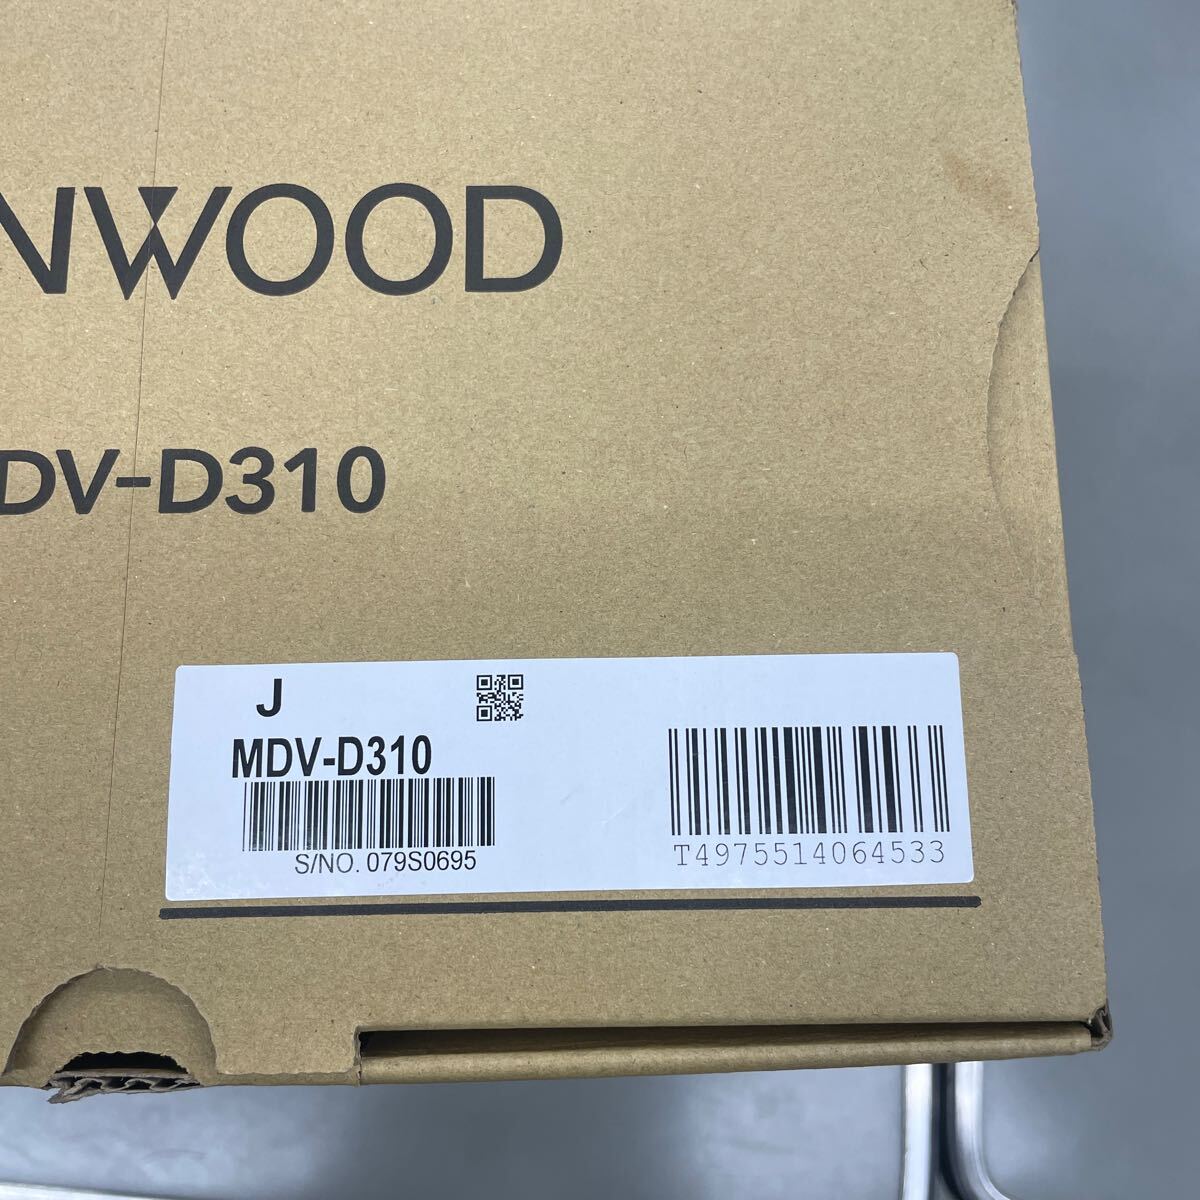 NWOOD
DV-D310
J
MDV-D310
S/NO. 079S0695
T4975514064533